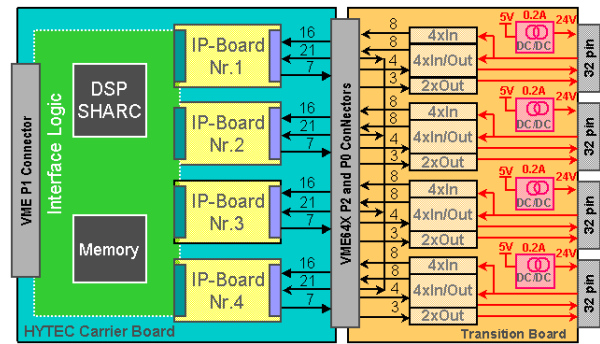 VME P1 Connector
Interface Logic
DSP
SHARC
Memory
HYTEC Carrier Board
IP-Board
Nr.1
16
21
7
IP-Board
Nr.2
16
21
7
IP-Board
Nr.3
16
21
7
IP-Board
Nr.4
16
21
7
VME64X P2 and P0 ConNectors
8
8
4
3
4xIn
4xIn/Out
2xOut
5V
0.2A
24V
DC/DC
32 pin
8
8
4
3
4xIn
4xIn/Out
2xOut
5V
0.2A
24V
DC/DC
32 pin
8
8
4
3
4xIn
4xIn/Out
2xOut
5V
0.2A
24V
DC/DC
32 pin
8
8
4
3
4xIn
4xIn/Out
2xOut
5V
0.2A
24V
DC/DC
32 pin
Transition Board